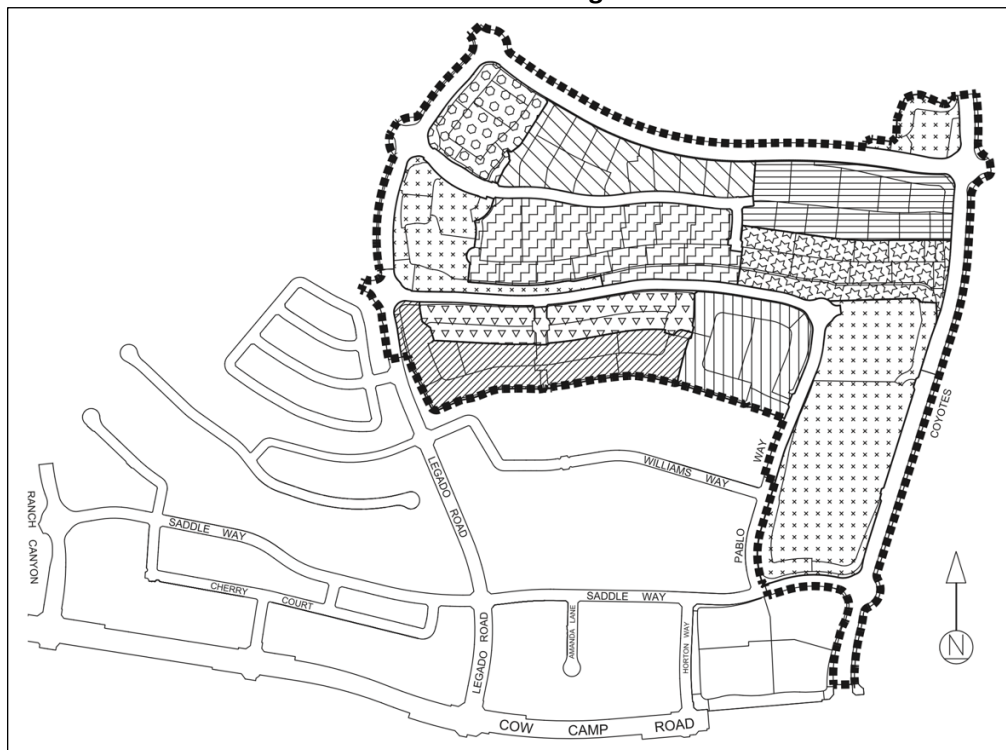 COYOTES
WILLIAMS WAY
WAY
LEGADO ROAD
RANCH CANYON
SADDLE WAY
PABLO
CHERRY COURT
SADDLE WAY
AMANDA LANE
HORTON WAY
LEGADO ROAD
COW CAMP ROAD
N